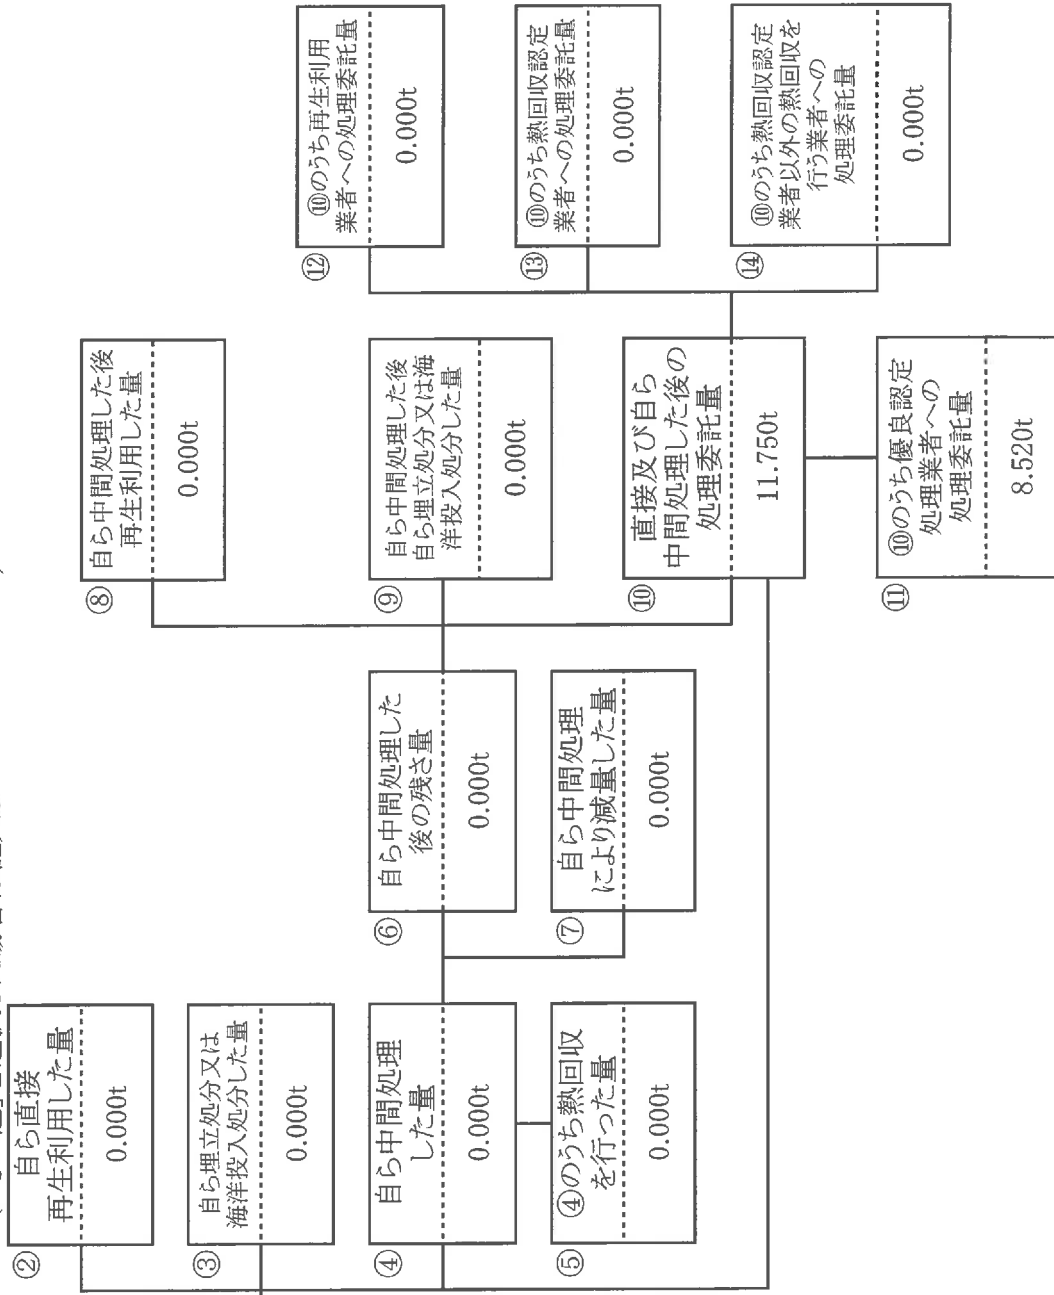 ②
自ら直接
再生利用した量
0.000t
③
自ら埋立処分又は
海洋投入処分した量
0.000t
④
自ら中間処理
した量
0.000t
⑤
④のうち熱回収
を行った量
0.000t
⑥
自ら中間処理した
後の残さ量
0.000t
⑦
自ら中間処理
により減量した量
0.000t
⑧
自ら中間処理した後
再生利用した量
0.000t
⑨
自ら中間処理した後
自ら埋立処分又は海
洋投入処分した量
0.000t
⑩
直接及び自ら
中間処理した後の
処理委託量
11.750t
⑪
⑩のうち優良認定
処理業者への
処理委託量
8.520t
⑫
⑩のうち再生利用
業者への処理委託量
0.000t
⑬
⑩のうち熱回収認定
業者への処理委託量
0.000t
⑭
⑩のうち熱回収認定
業者以外の熱回収を
行う業者への
処理委託量
0.000t